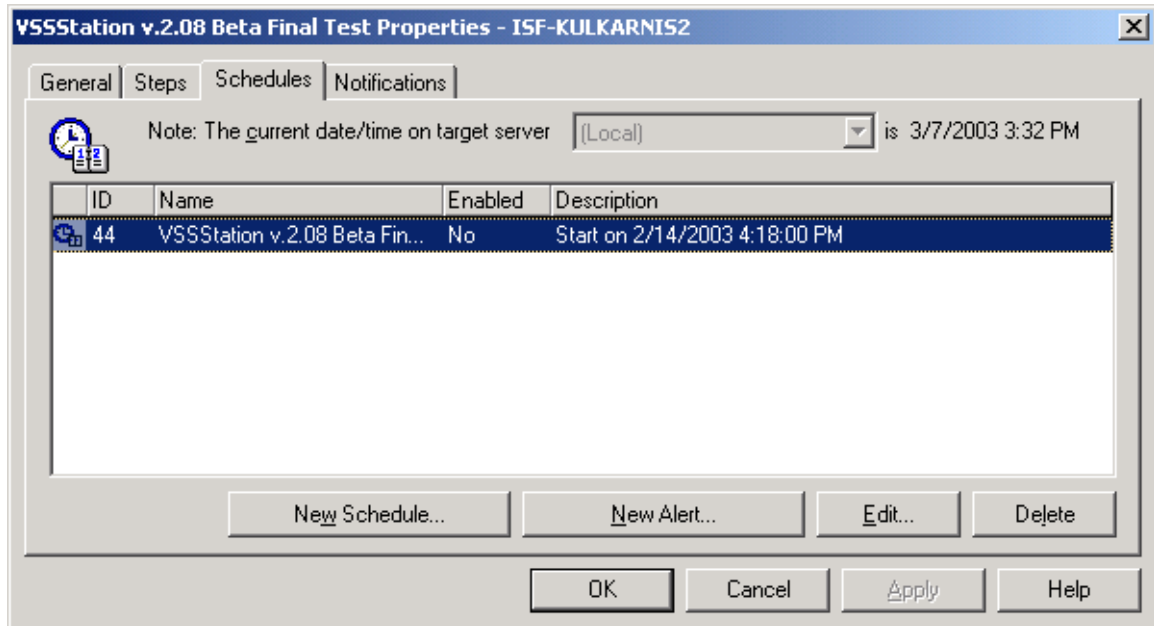 VSSStation v.2.08 Beta Final Test Properties - ISF-KULKARNIS2
General Steps Schedules Notifications
Note: The current date/time on target server (Local) is 3/7/2003 3:32 PM
ID Name Enabled Description
44 VSSStation v.2.08 Beta Fin... No Start on 2/14/2003 4:18:00 PM
New Schedule... New Alert... Edit... Delete
OK Cancel Apply Help